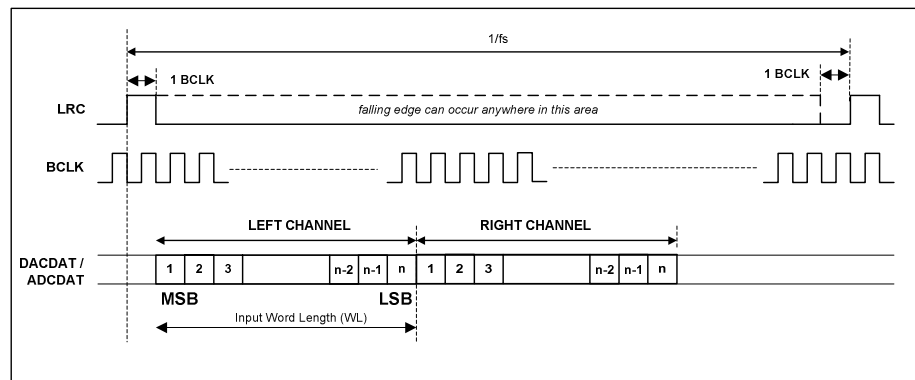 1/fs
1 BCLK
1 BCLK
LRC
falling edge can occur anywhere in this area
BCLK
LEFT CHANNEL
RIGHT CHANNEL
DACDAT /
ADCDAT
1 2 3 n-2 n-1 n 1 2 3 n-2 n-1 n
MSB
LSB
Input Word Length (WL)